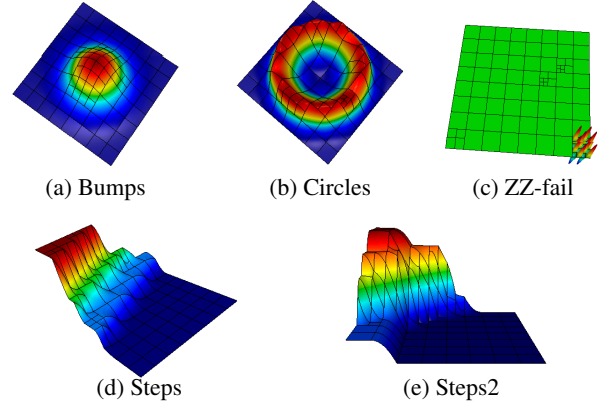 (a) Bumps
(b) Circles
(c) ZZ-fail
(d) Steps
(e) Steps2